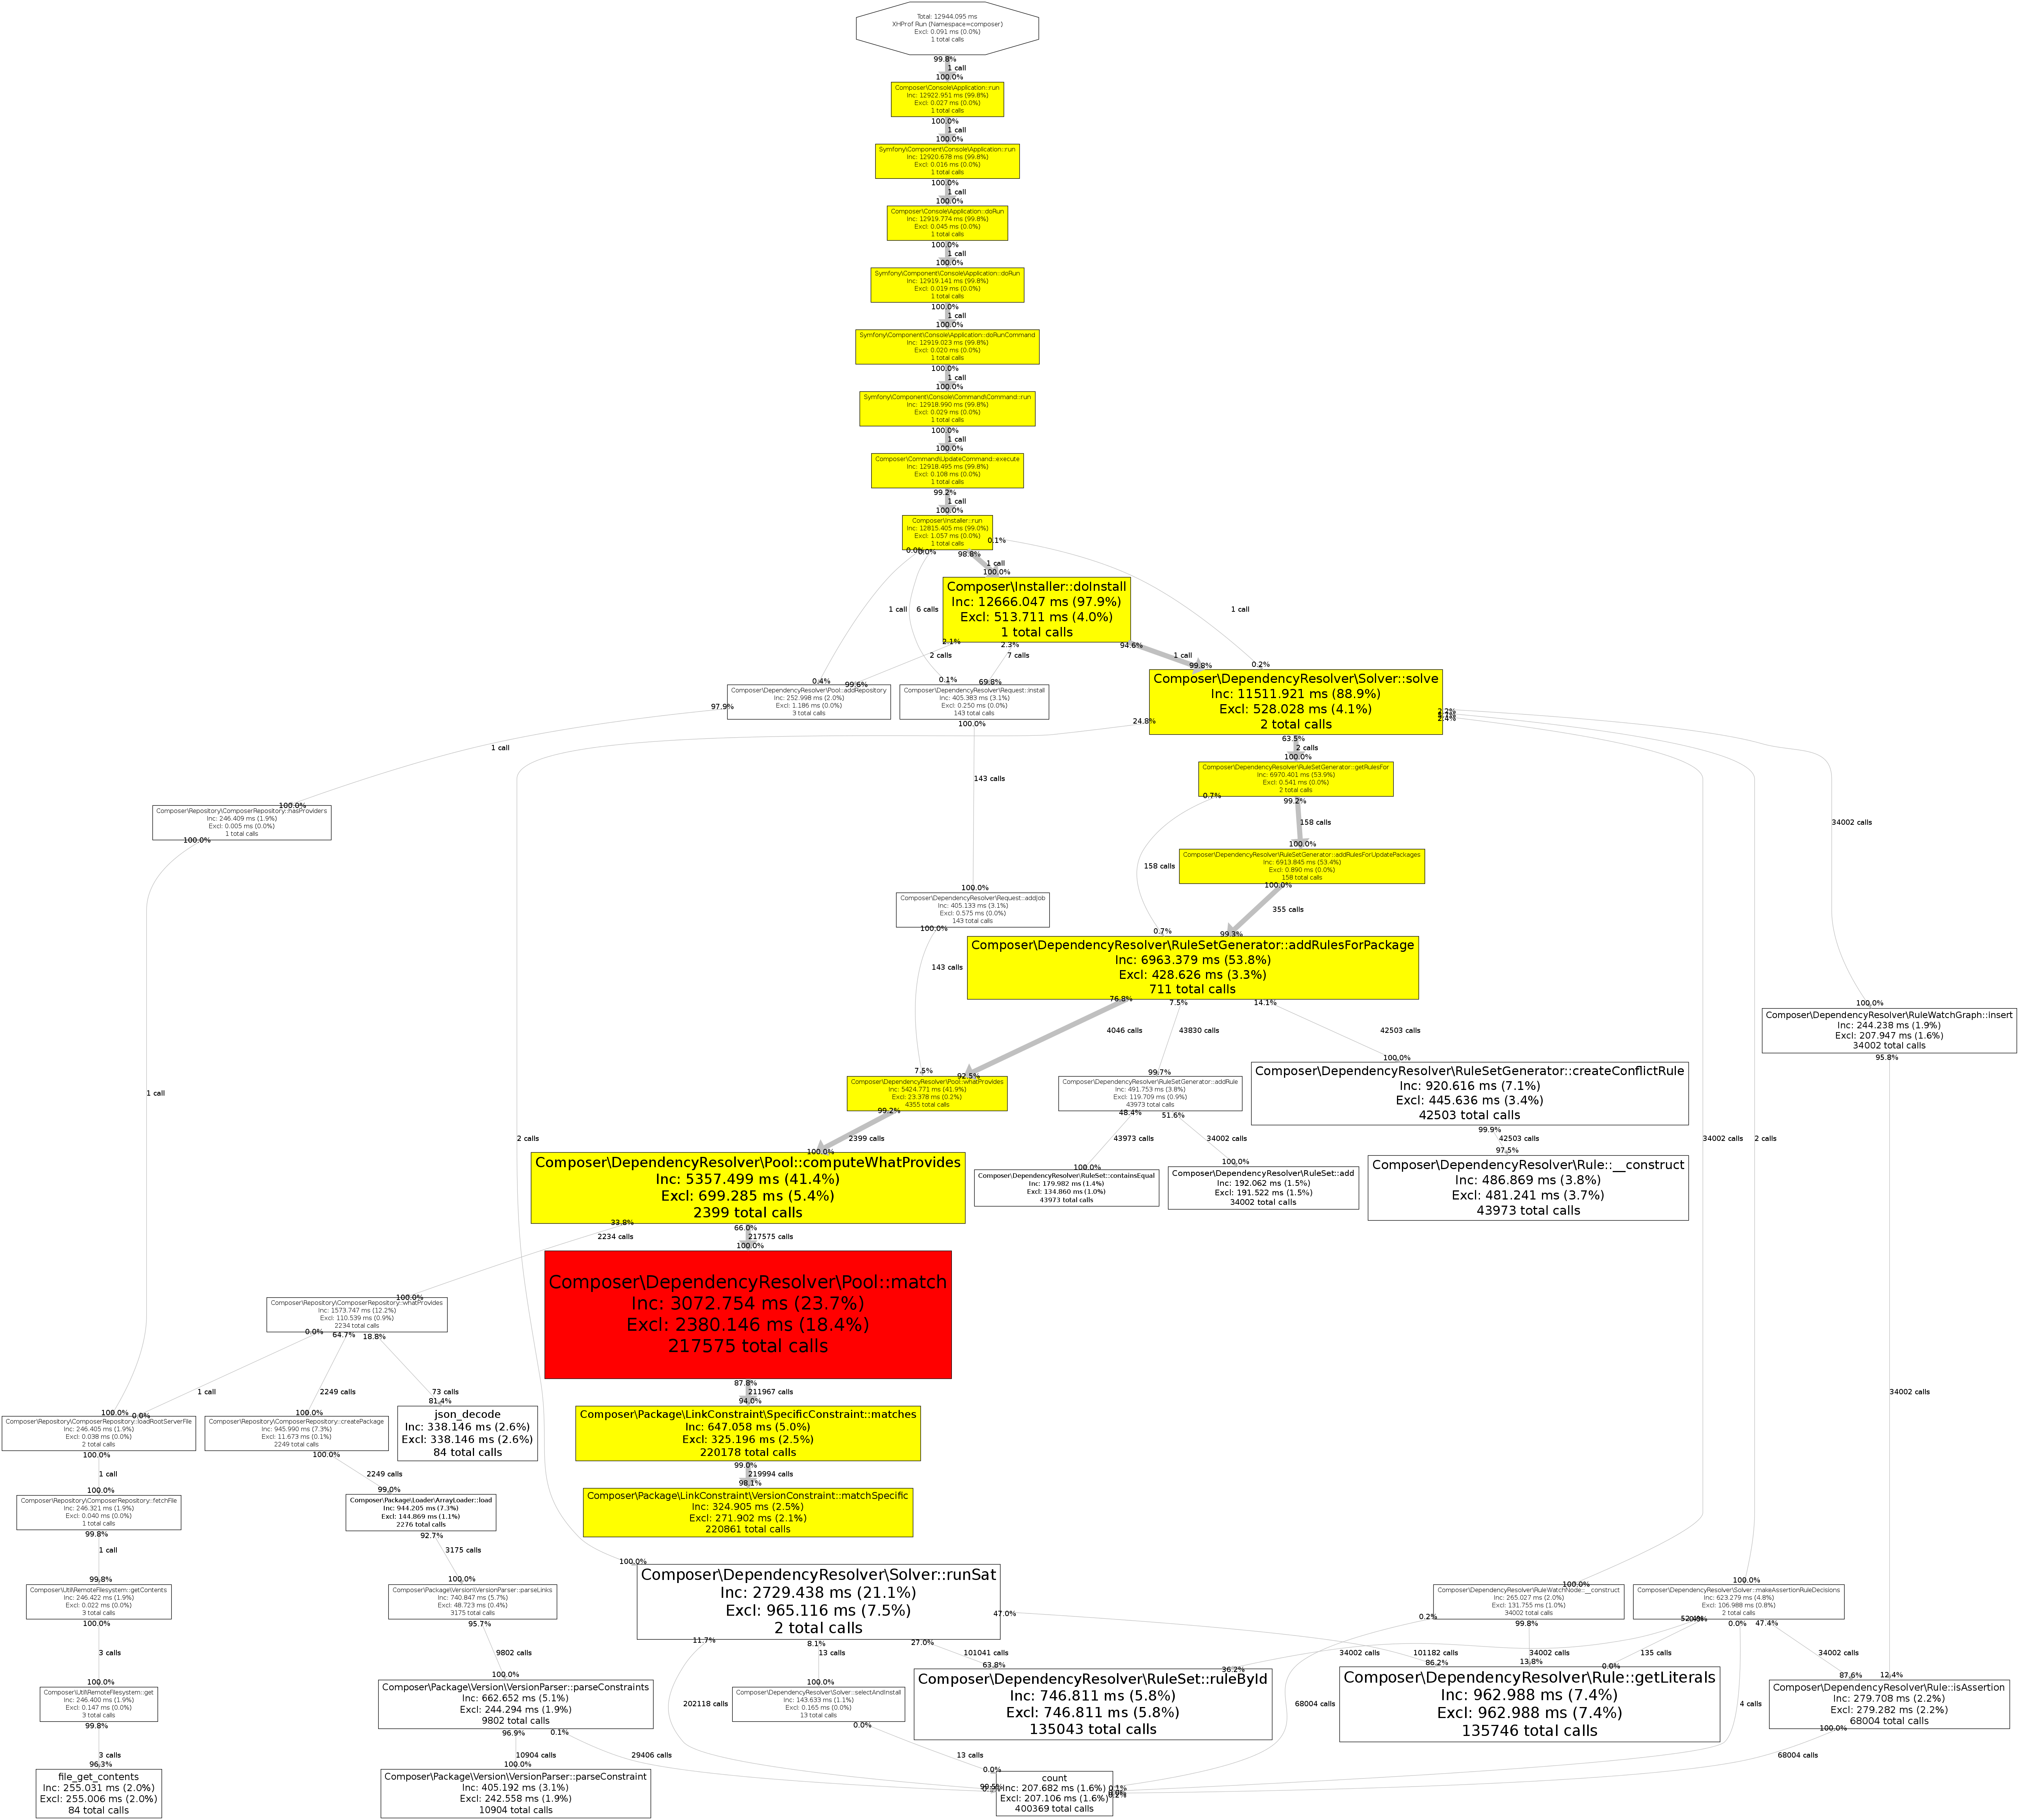 Total: 12944.095 ms
XHProf Run (Namespace=composer)
Excl: 0.091 ms (0.0%)
1 total calls
99.8%
1 call
100.0%
Composer\Console\Application::run
Inc: 12922.951 ms (99.8%)
Excl: 0.027 ms (0.0%)
1 total calls
100.0%
1 call
100.0%
Symfony\Component\Console\Application::run
Inc: 12920.678 ms (99.8%)
Excl: 0.016 ms (0.0%)
1 total calls
100.0%
1 call
100.0%
Composer\Console\Application::doRun
Inc: 12919.774 ms (99.8%)
Excl: 0.045 ms (0.0%)
1 total calls
100.0%
1 call
100.0%
Symfony\Component\Console\Application::doRun
Inc: 12919.141 ms (99.8%)
Excl: 0.019 ms (0.0%)
1 total calls
100.0%
1 call
100.0%
Symfony\Component\Console\Application::doRunCommand
Inc: 12919.023 ms (99.8%)
Excl: 0.020 ms (0.0%)
1 total calls
100.0%
1 call
100.0%
Symfony\Component\Console\Command\Command::run
Inc: 12918.990 ms (99.8%)
Excl: 0.029 ms (0.0%)
1 total calls
100.0%
1 call
100.0%
Composer\Command\UpdateCommand::execute
Inc: 12918.495 ms (99.8%)
Excl: 0.108 ms (0.0%)
1 total calls
99.2%
1 call
100.0%
Composer\Installer::run
Inc: 12815.405 ms (99.0%)
Excl: 1.057 ms (0.0%)
1 total calls
0.1%
0.0%
0.0%
98.8%
1 call
100.0%
Composer\Installer::doInstall
Inc: 12666.047 ms (97.9%)
Excl: 513.711 ms (4.0%)
1 total calls
1 call
6 calls
1 call
2.1%
2 calls
2.3%
7 calls
94.6%
1 call
99.8%
0.2%
0.4%
99.6%
Composer\DependencyResolver\Pool::addRepository
Inc: 252.998 ms (2.0%)
Excl: 1.186 ms (0.0%)
3 total calls
97.9%
0.1%
69.8%
Composer\DependencyResolver\Request::install
Inc: 405.383 ms (3.1%)
Excl: 0.250 ms (0.0%)
143 total calls
100.0%
Composer\DependencyResolver\Solver::solve
Inc: 11511.921 ms (88.9%)
Excl: 528.028 ms (4.1%)
2 total calls
24.8%
2.2%
2.4%
63.5%
2 calls
100.0%
Composer\DependencyResolver\RuleSetGenerator::getRulesFor
Inc: 6970.401 ms (53.9%)
Excl: 0.541 ms (0.0%)
2 total calls
1 call
143 calls
0.7%
99.2%
158 calls
34002 calls
100.0%
Composer\Repository\ComposerRepository::hasProviders
Inc: 246.409 ms (1.9%)
Excl: 0.005 ms (0.0%)
1 total calls
100.0%
158 calls
100.0%
Composer\DependencyResolver\RuleSetGenerator::addRulesForUpdatePackages
Inc: 6913.845 ms (53.4%)
Excl: 0.890 ms (0.0%)
158 total calls
100.0%
355 calls
100.0%
Composer\DependencyResolver\Request::addJob
Inc: 405.133 ms (3.1%)
Excl: 0.575 ms (0.0%)
143 total calls
100.0%
143 calls
0.7%
99.3%
Composer\DependencyResolver\RuleSetGenerator::addRulesForPackage
Inc: 6963.379 ms (53.8%)
Excl: 428.626 ms (3.3%)
711 total calls
76.8%
7.5%
14.1%
4046 calls
43830 calls
42503 calls
100.0%
Composer\DependencyResolver\RuleWatchGraph::insert
Inc: 244.238 ms (1.9%)
Excl: 207.947 ms (1.6%)
34002 total calls
95.8%
7.5%
92.5%
Composer\DependencyResolver\Pool::whatProvides
Inc: 5424.771 ms (41.9%)
Excl: 23.378 ms (0.2%)
4355 total calls
99.2%
2399 calls
99.7%
Composer\DependencyResolver\RuleSetGenerator::addRule
Inc: 491.753 ms (3.8%)
Excl: 119.709 ms (0.9%)
43973 total calls
48.4%
51.6%
43973 calls
34002 calls
100.0%
Composer\DependencyResolver\RuleSetGenerator::createConflictRule
Inc: 920.616 ms (7.1%)
Excl: 445.636 ms (3.4%)
42503 total calls
99.9%
42503 calls
1 call
2 calls
34002 calls
2 calls
100.0%
Composer\DependencyResolver\Pool::computeWhatProvides
Inc: 5357.499 ms (41.4%)
Excl: 699.285 ms (5.4%)
2399 total calls
33.8%
2234 calls
66.0%
217575 calls
100.0%
Composer\DependencyResolver\RuleSet::containsEqual
Inc: 179.982 ms (1.4%)
Excl: 134.860 ms (1.0%)
43973 total calls
100.0%
Composer\DependencyResolver\RuleSet::add
Inc: 192.062 ms (1.5%)
Excl: 191.522 ms (1.5%)
34002 total calls
97.5%
Composer\DependencyResolver\Rule::__construct
Inc: 486.869 ms (3.8%)
Excl: 481.241 ms (3.7%)
43973 total calls
100.0%
Composer\DependencyResolver\Pool::match
Inc: 3072.754 ms (23.7%)
Excl: 2380.146 ms (18.4%)
217575 total calls
87.8%
211967 calls
100.0%
Composer\Repository\ComposerRepository::whatProvides
Inc: 1573.747 ms (12.2%)
Excl: 110.539 ms (0.9%)
2234 total calls
0.0%
64.7%
18.8%
1 call
2249 calls
73 calls
34002 calls
100.0%
0.0%
Composer\Repository\ComposerRepository::loadRootServerFile
Inc: 246.405 ms (1.9%)
Excl: 0.038 ms (0.0%)
2 total calls
100.0%
1 call
100.0%
Composer\Repository\ComposerRepository::createPackage
Inc: 945.990 ms (7.3%)
Excl: 11.673 ms (0.1%)
2249 total calls
100.0%
2249 calls
81.4%
json_decode
Inc: 338.146 ms (2.6%)
Excl: 338.146 ms (2.6%)
84 total calls
94.0%
Composer\Package\LinkConstraint\SpecificConstraint::matches
Inc: 647.058 ms (5.0%)
Excl: 325.196 ms (2.5%)
220178 total calls
99.0%
219994 calls
98.1%
Composer\Package\LinkConstraint\VersionConstraint::matchSpecific
Inc: 324.905 ms (2.5%)
Excl: 271.902 ms (2.1%)
220861 total calls
100.0%
Composer\Repository\ComposerRepository::fetchFile
Inc: 246.321 ms (1.9%)
Excl: 0.040 ms (0.0%)
1 total calls
99.8%
1 call
99.0%
Composer\Package\Loader\ArrayLoader::load
Inc: 944.205 ms (7.3%)
Excl: 144.869 ms (1.1%)
2276 total calls
92.7%
3175 calls
99.8%
Composer\Util\RemoteFilesystem::getContents
Inc: 246.422 ms (1.9%)
Excl: 0.022 ms (0.0%)
3 total calls
100.0%
3 calls
100.0%
Composer\Package\Version\VersionParser::parseLinks
Inc: 740.847 ms (5.7%)
Excl: 48.723 ms (0.4%)
3175 total calls
95.7%
9802 calls
100.0%
Composer\DependencyResolver\Solver::runSat
Inc: 2729.438 ms (21.1%)
Excl: 965.116 ms (7.5%)
2 total calls
47.0%
11.7%
8.1%
27.0%
13 calls
101041 calls
100.0%
Composer\DependencyResolver\RuleWatchNode::__construct
Inc: 265.027 ms (2.0%)
Excl: 131.755 ms (1.0%)
34002 total calls
0.2%
99.8%
100.0%
Composer\DependencyResolver\Solver::makeAssertionRuleDecisions
Inc: 623.279 ms (4.8%)
Excl: 106.988 ms (0.8%)
2 total calls
52.4%
0.0%
47.4%
34002 calls
101182 calls
34002 calls
135 calls
34002 calls
100.0%
Composer\Util\RemoteFilesystem::get
Inc: 246.400 ms (1.9%)
Excl: 0.147 ms (0.0%)
3 total calls
99.8%
3 calls
100.0%
Composer\Package\Version\VersionParser::parseConstraints
Inc: 662.652 ms (5.1%)
Excl: 244.294 ms (1.9%)
9802 total calls
96.9%
0.1%
10904 calls
29406 calls
202118 calls
100.0%
Composer\DependencyResolver\Solver::selectAndInstall
Inc: 143.633 ms (1.1%)
Excl: 0.165 ms (0.0%)
13 total calls
0.0%
13 calls
63.8%
36.2%
Composer\DependencyResolver\RuleSet::ruleById
Inc: 746.811 ms (5.8%)
Excl: 746.811 ms (5.8%)
135043 total calls
68004 calls
86.2%
13.8%
0.0%
Composer\DependencyResolver\Rule::getLiterals
Inc: 962.988 ms (7.4%)
Excl: 962.988 ms (7.4%)
135746 total calls
4 calls
87.6%
12.4%
Composer\DependencyResolver\Rule::isAssertion
Inc: 279.708 ms (2.2%)
Excl: 279.282 ms (2.2%)
68004 total calls
100.0%
68004 calls
96.3%
file_get_contents
Inc: 255.031 ms (2.0%)
Excl: 255.006 ms (2.0%)
84 total calls
100.0%
Composer\Package\Version\VersionParser::parseConstraint
Inc: 405.192 ms (3.1%)
Excl: 242.558 ms (1.9%)
10904 total calls
0.0%
count
Inc: 207.682 ms (1.6%)
Excl: 207.106 ms (1.6%)
400369 total calls